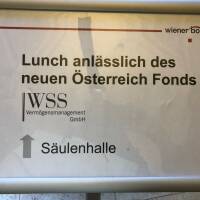 wiener bö
Lunch anlässlich des
neuen Österreich Fonds
WSS
Vermögensmanagement
GmbH
Säulenhalle